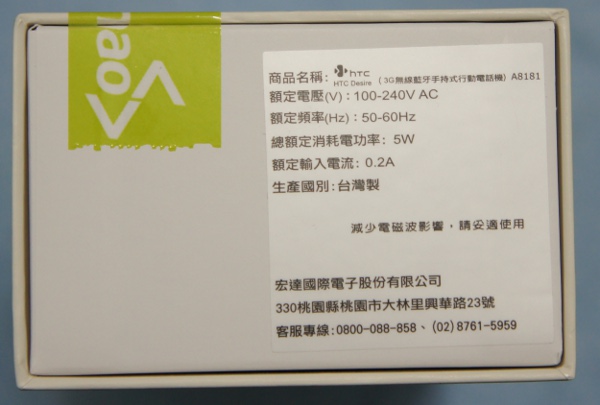 hao
商品名稱: hTC HTC Desire (3G無線藍牙手持式行動電話機) A8181
額定電壓(V): 100-240V AC
額定頻率(Hz): 50-60Hz
總額定消耗電功率: 5W
額定輸入電流: 0.2A
生產國別: 台灣製
減少電磁波影響，請妥適使用
宏達國際電子股份有限公司
330桃園縣桃園市大林里興華路23號
客服專線:0800-088-858、(02)8761-5959